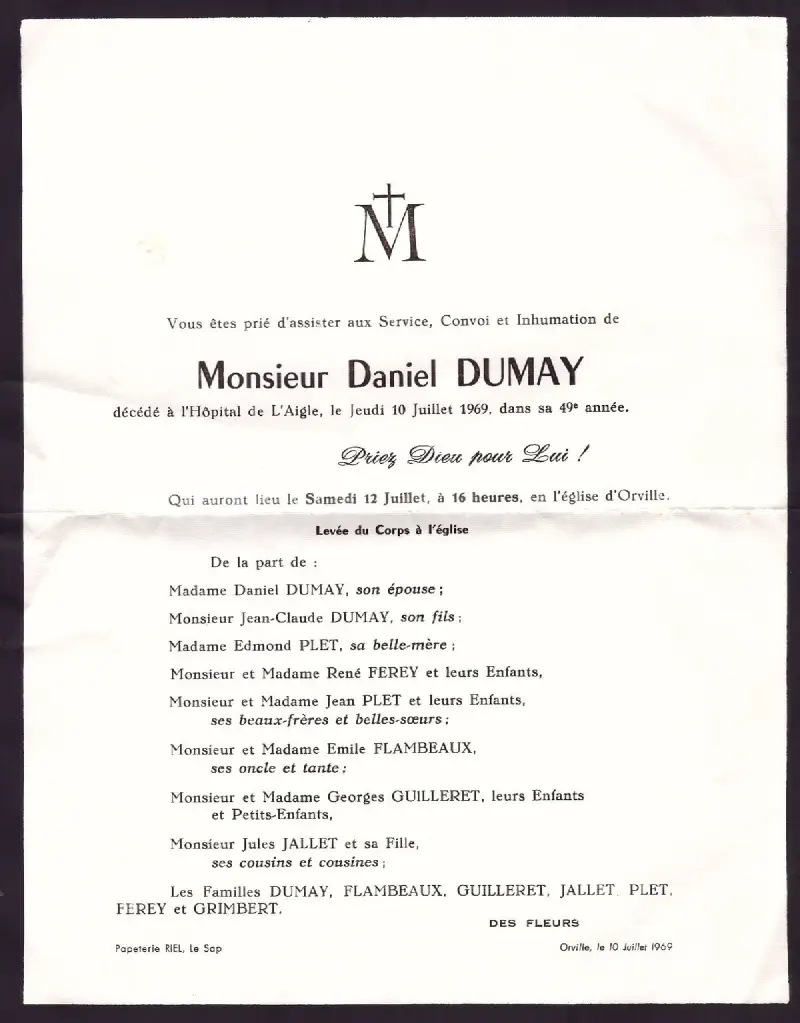 M
Vous êtes prié d'assister aux Service, Convoi et Inhumation de
Monsieur Daniel DUMAY
décédé à l'Hôpital de L'Aigle, le Jeudi 10 Juillet 1969, dans sa 49e année.
Priez Dieu pour Lui !
Qui auront lieu le Samedi 12 Juillet, à 16 heures, en l'église d'Orville.
Levée du Corps à l'église
De la part de :
Madame Daniel DUMAY, son épouse ;
Monsieur Jean-Claude DUMAY, son fils ;
Madame Edmond PLET, sa belle-mère ;
Monsieur et Madame René FEREY et leurs Enfants,
Monsieur et Madame Jean PLET et leurs Enfants,
ses beaux-frères et belles-sœurs ;
Monsieur et Madame Emile FLAMBEAUX,
ses oncle et tante ;
Monsieur et Madame Georges GUILLERET, leurs Enfants
et Petits-Enfants,
Monsieur Jules JALLET et sa Fille,
ses cousins et cousines ;
Les Familles DUMAY, FLAMBEAUX, GUILLERET, JALLET, PLET,
FEREY et GRIMBERT.
DES FLEURS
Papeterie RIEL, Le Sap
Orville, le 10 Juillet 1969